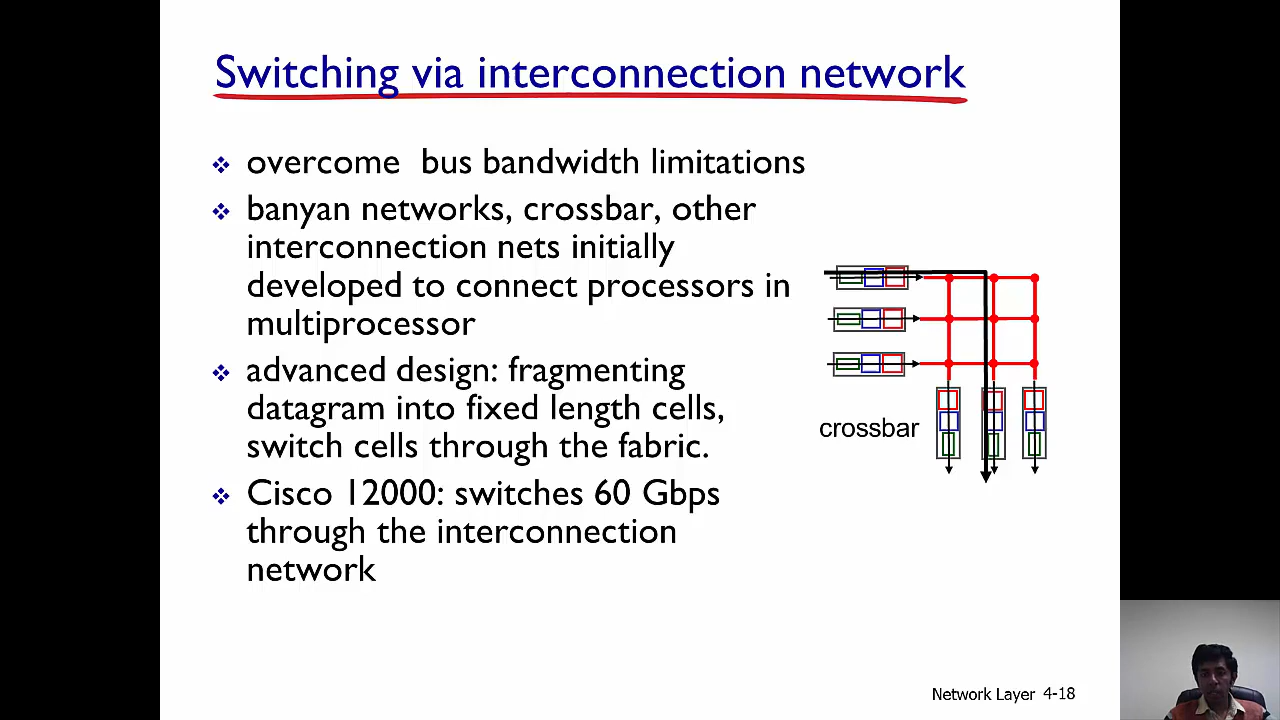 Switching via interconnection network
overcome bus bandwidth limitations
banyan networks, crossbar, other
interconnection nets initially
developed to connect processors in
multiprocessor
advanced design: fragmenting
datagram into fixed length cells,
switch cells through the fabric.
Cisco 12000: switches 60 Gbps
through the interconnection
network
crossbar
Network Layer 4-18